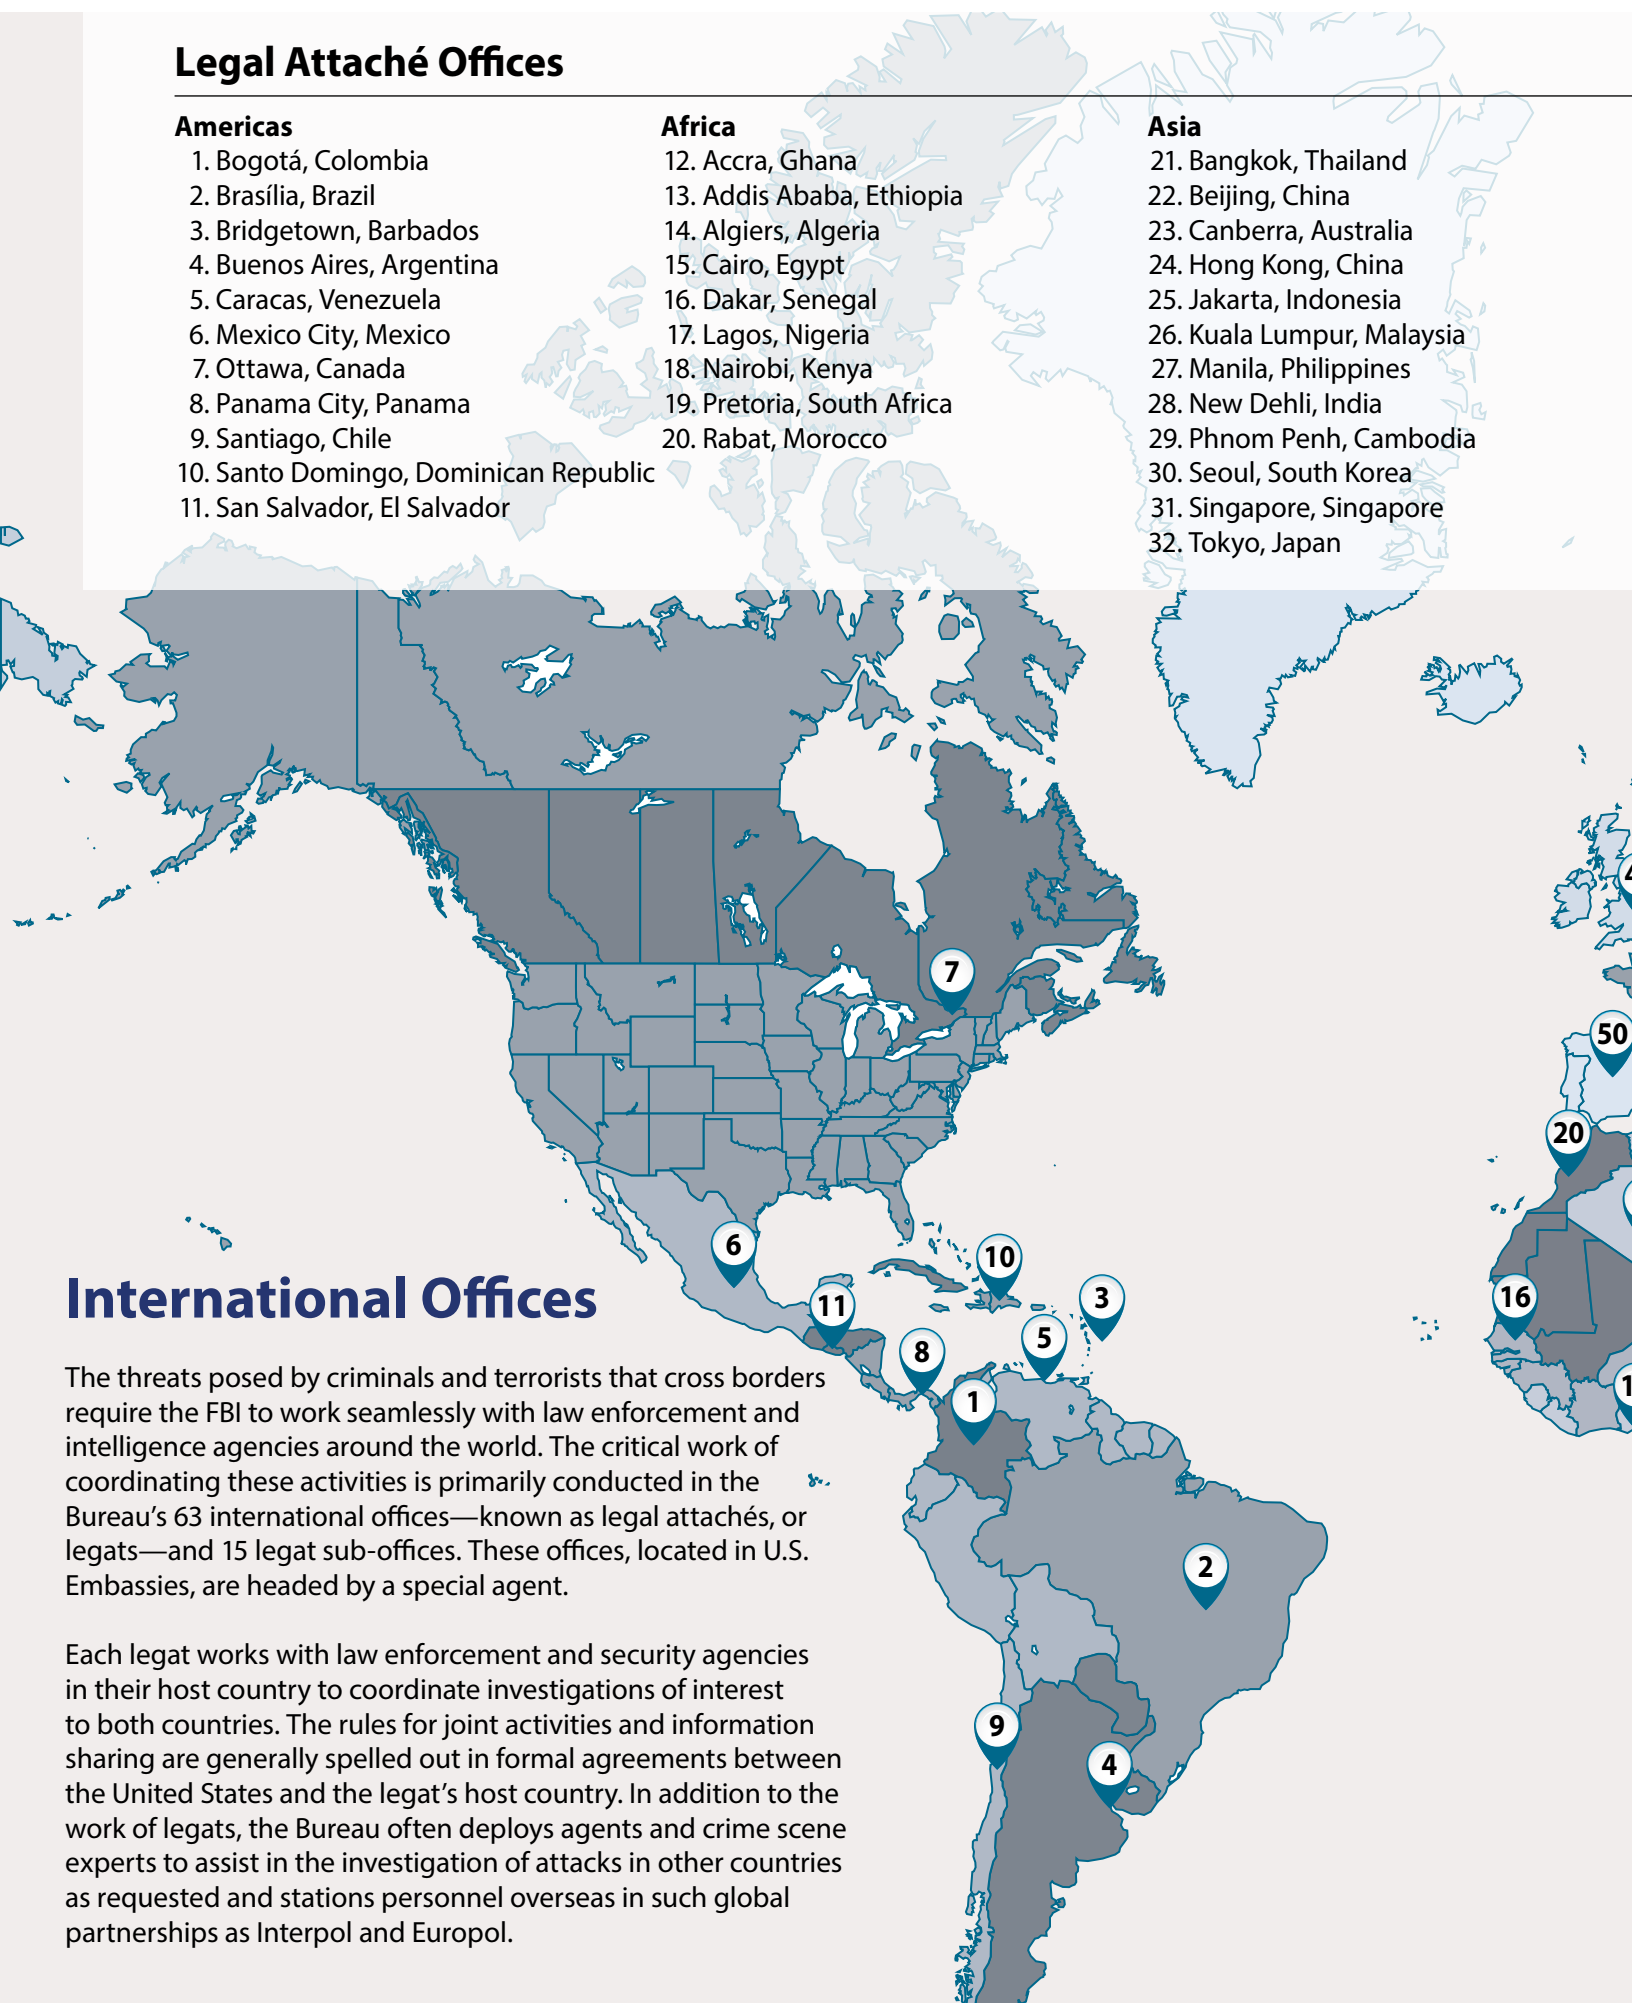 Legal Attaché Offices
Americas
1. Bogotá, Colombia
2. Brasília, Brazil
3. Bridgetown, Barbados
4. Buenos Aires, Argentina
5. Caracas, Venezuela
6. Mexico City, Mexico
7. Ottawa, Canada
8. Panama City, Panama
9. Santiago, Chile
10. Santo Domingo, Dominican Republic
11. San Salvador, El Salvador
Africa
12. Accra, Ghana
13. Addis Ababa, Ethiopia
14. Algiers, Algeria
15. Cairo, Egypt
16. Dakar, Senegal
17. Lagos, Nigeria
18. Nairobi, Kenya
19. Pretoria, South Africa
20. Rabat, Morocco
Asia
21. Bangkok, Thailand
22. Beijing, China
23. Canberra, Australia
24. Hong Kong, China
25. Jakarta, Indonesia
26. Kuala Lumpur, Malaysia
27. Manila, Philippines
28. New Dehli, India
29. Phnom Penh, Cambodia
30. Seoul, South Korea
31. Singapore, Singapore
32. Tokyo, Japan
7
50
20
6
10
11
3
16
5
8
1
2
9
4
International Offices
The threats posed by criminals and terrorists that cross borders
require the FBI to work seamlessly with law enforcement and
intelligence agencies around the world. The critical work of
coordinating these activities is primarily conducted in the
Bureau's 63 international offices—known as legal attachés, or
legats—and 15 legat sub-offices. These offices, located in U.S.
Embassies, are headed by a special agent.
Each legat works with law enforcement and security agencies
in their host country to coordinate investigations of interest
to both countries. The rules for joint activities and information
sharing are generally spelled out in formal agreements between
the United States and the legat's host country. In addition to the
work of legats, the Bureau often deploys agents and crime scene
experts to assist in the investigation of attacks in other countries
as requested and stations personnel overseas in such global
partnerships as Interpol and Europol.